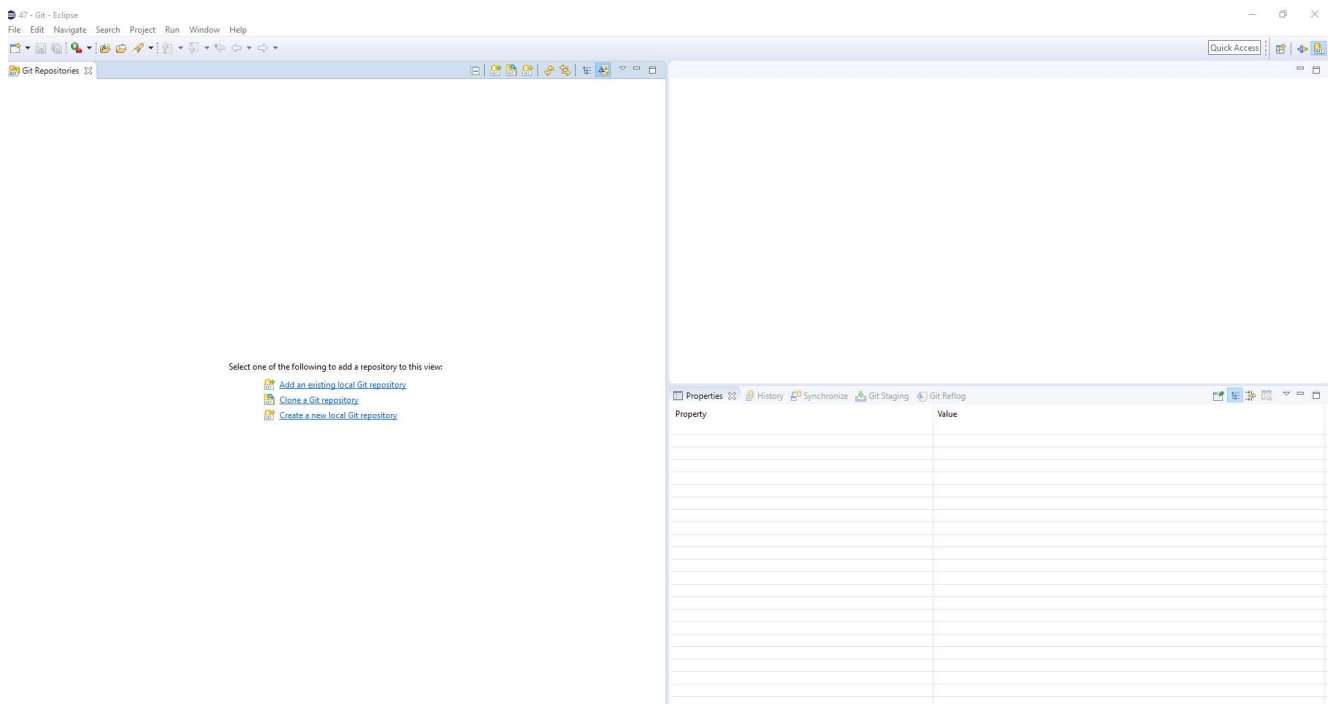 47 - Git - Eclipse
File Edit Navigate Search Project Run Window Help
Quick Access
Git Repositories
Select one of the following to add a repository to this view:
Add an existing local Git repository
Clone a Git repository
Create a new local Git repository
Properties History Synchronize Git Staging Git Reflog
Property Value